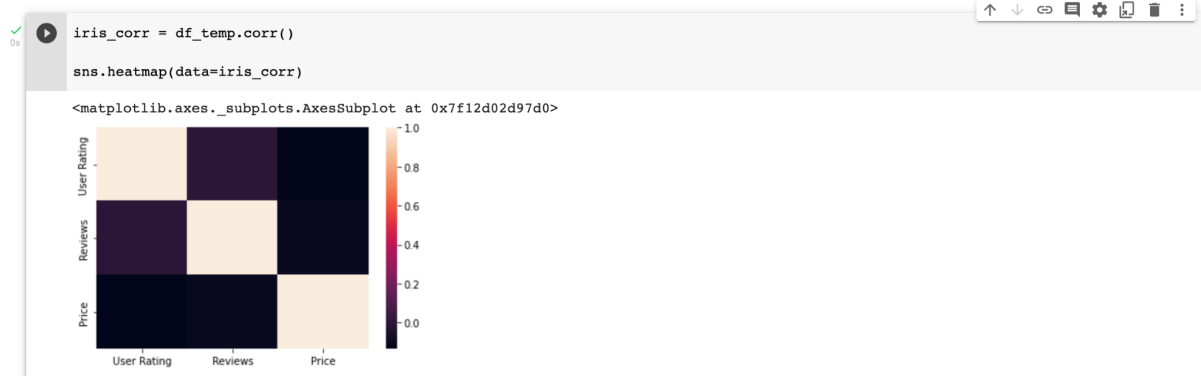 0s
iris_corr = df_temp.corr()
sns.heatmap(data=iris_corr)
<matplotlib.axes._subplots.AxesSubplot at 0x7f12d02d97d0>
User Rating
Reviews
Price
User Rating Reviews Price
1.0
0.8
0.6
0.4
0.2
0.0